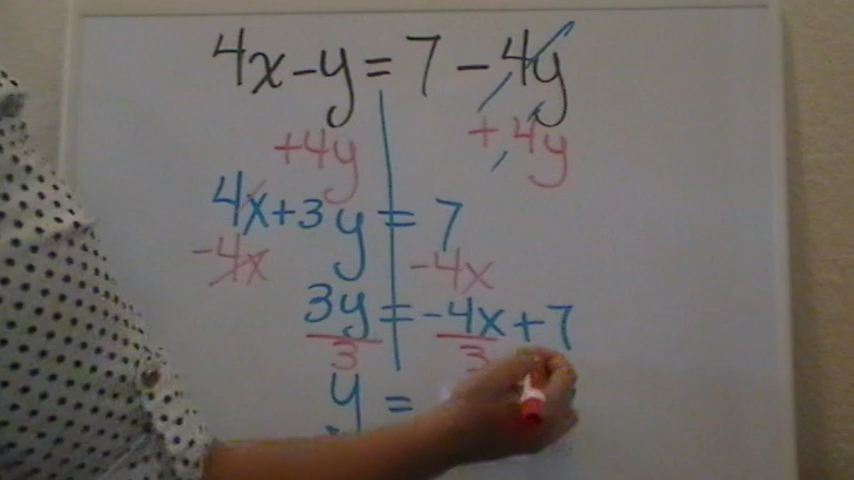 4x-y=7-4y
+4y +4y
4x+3y=7
-4x -4x
3y=-4x+7
3 3
y=